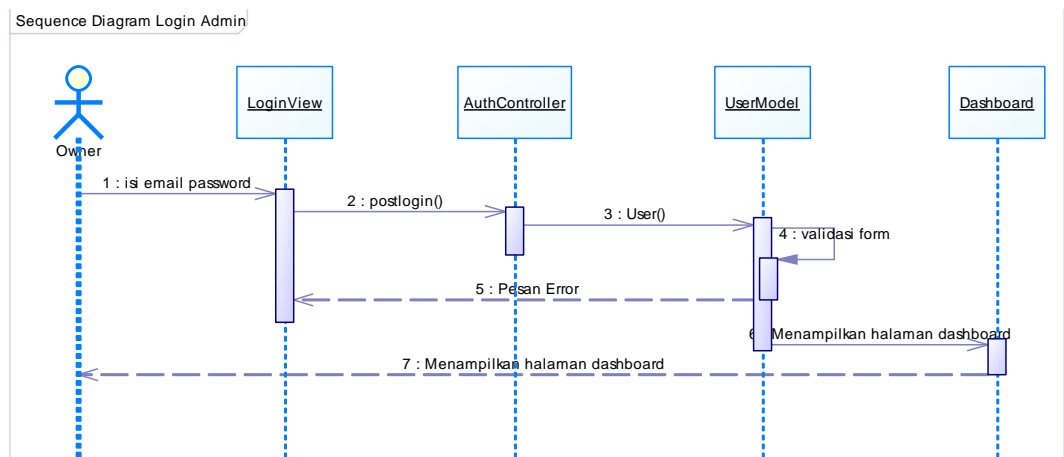 Sequence Diagram Login Admin
LoginView
AuthController
UserModel
Dashboard
Owner
1 : isi email password
2 : postlogin()
3 : User()
4 : validasi form
5 : Pesan Error
6 : Menampilkan halaman dashboard
7 : Menampilkan halaman dashboard